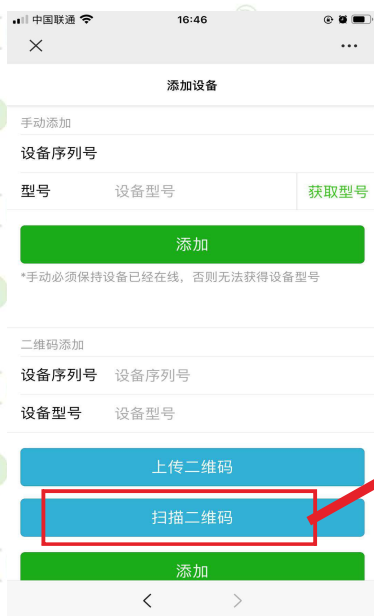 中国联通 16:46
添加设备
手动添加
设备序列号
型号 设备型号 获取型号
添加
*手动必须保持设备已经在线，否则无法获得设备型号
二维码添加
设备序列号 设备序列号
设备型号 设备型号
上传二维码
扫描二维码
添加